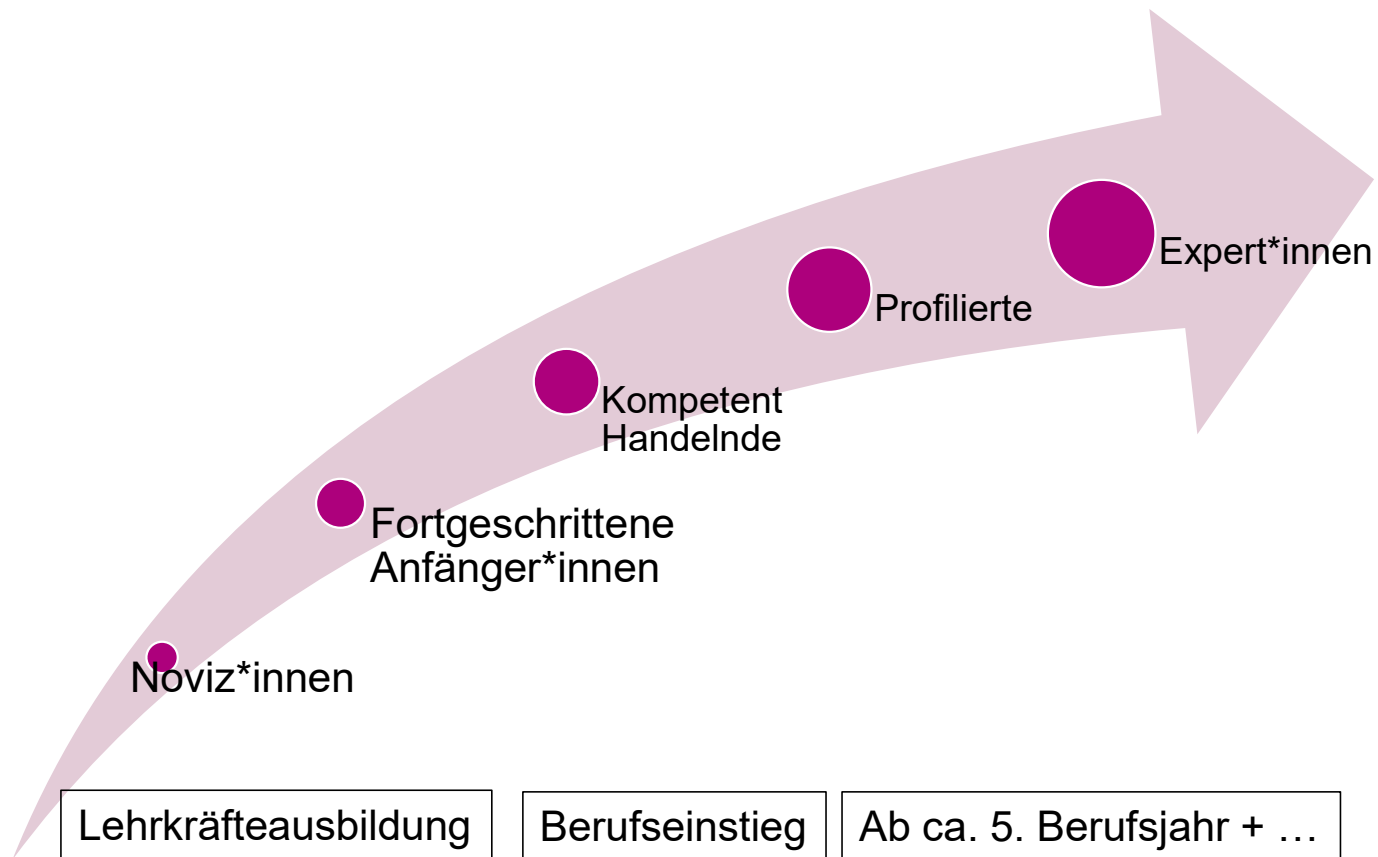 Expert*innen
Profilierte
Kompetent
Handelnde
Fortgeschrittene
Anfänger*innen
Noviz*innen
Lehrkräfteausbildung
Berufseinstieg
Ab ca. 5. Berufsjahr + …